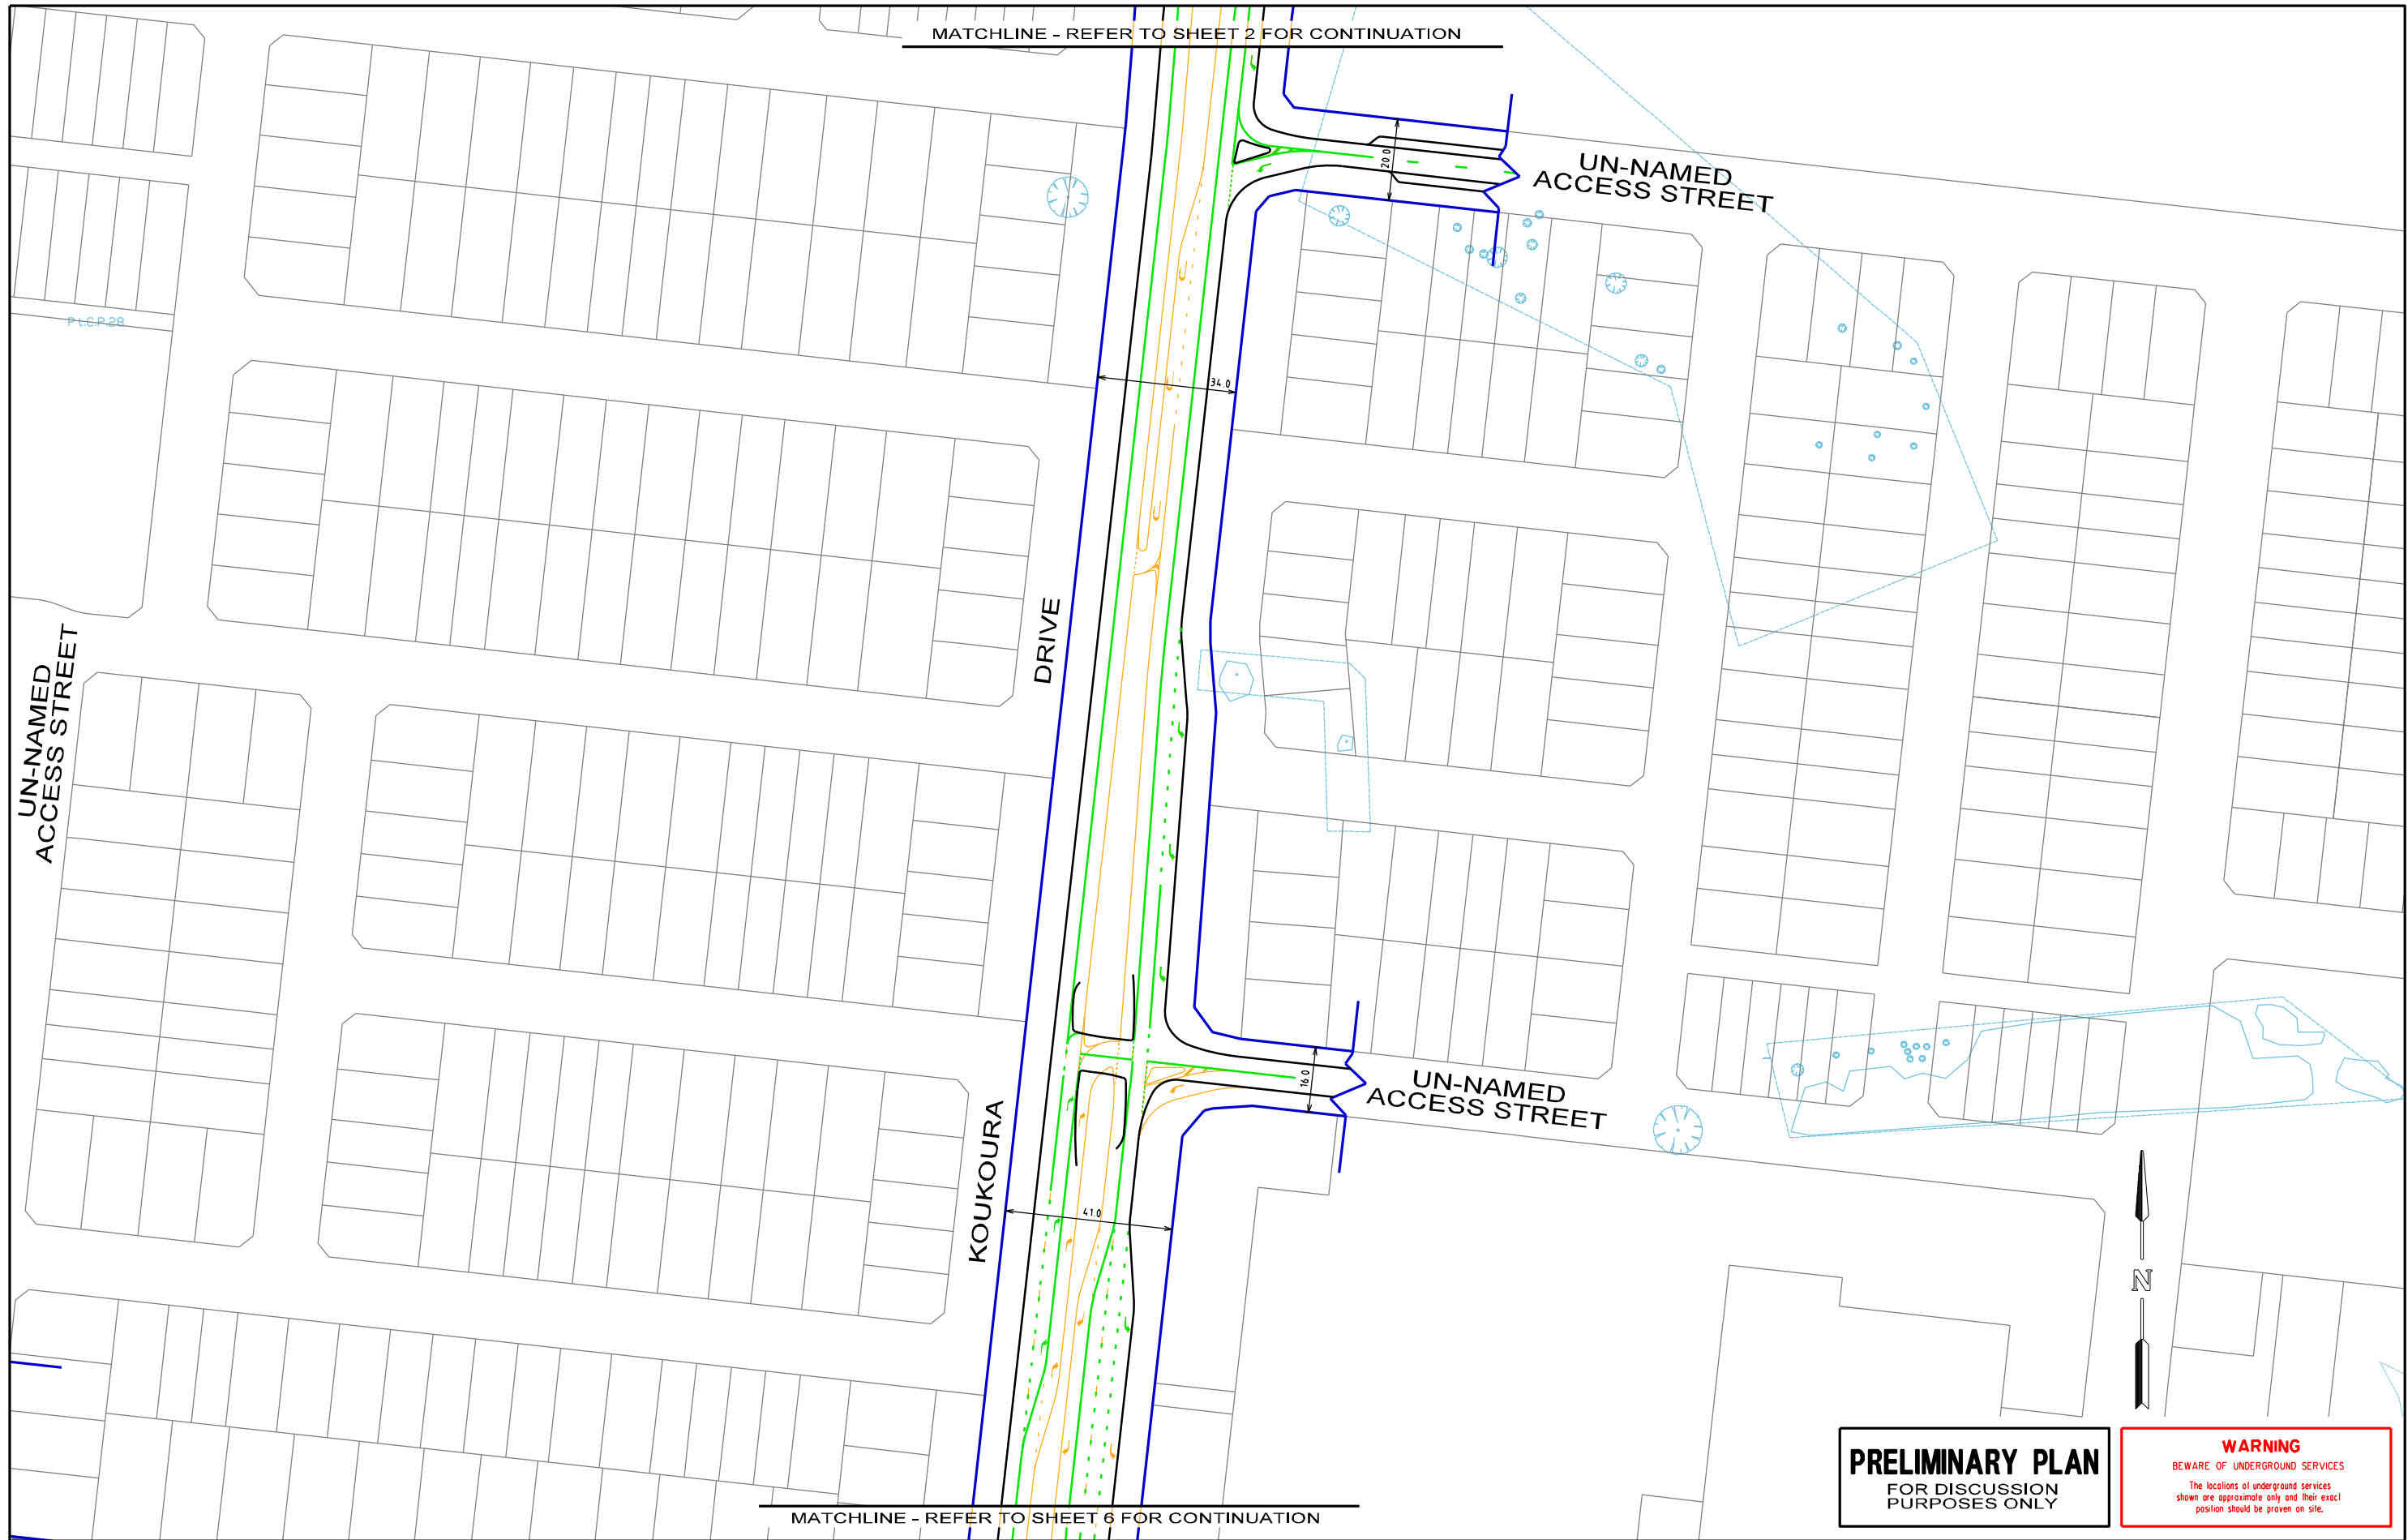 MATCHLINE - REFER TO SHEET 2 FOR CONTINUATION
20.0
UN-NAMED
ACCESS STREET
P.t.C.P.28
34.0
DRIVE
UN-NAMED
ACCESS STREET
16.0
UN-NAMED
ACCESS STREET
KOUKOURA
41.0
N
PRELIMINARY PLAN
FOR DISCUSSION
PURPOSES ONLY
WARNING
BEWARE OF UNDERGROUND SERVICES
The locations of underground services
shown are approximate only and their exact
position should be proven on site.
MATCHLINE - REFER TO SHEET 6 FOR CONTINUATION